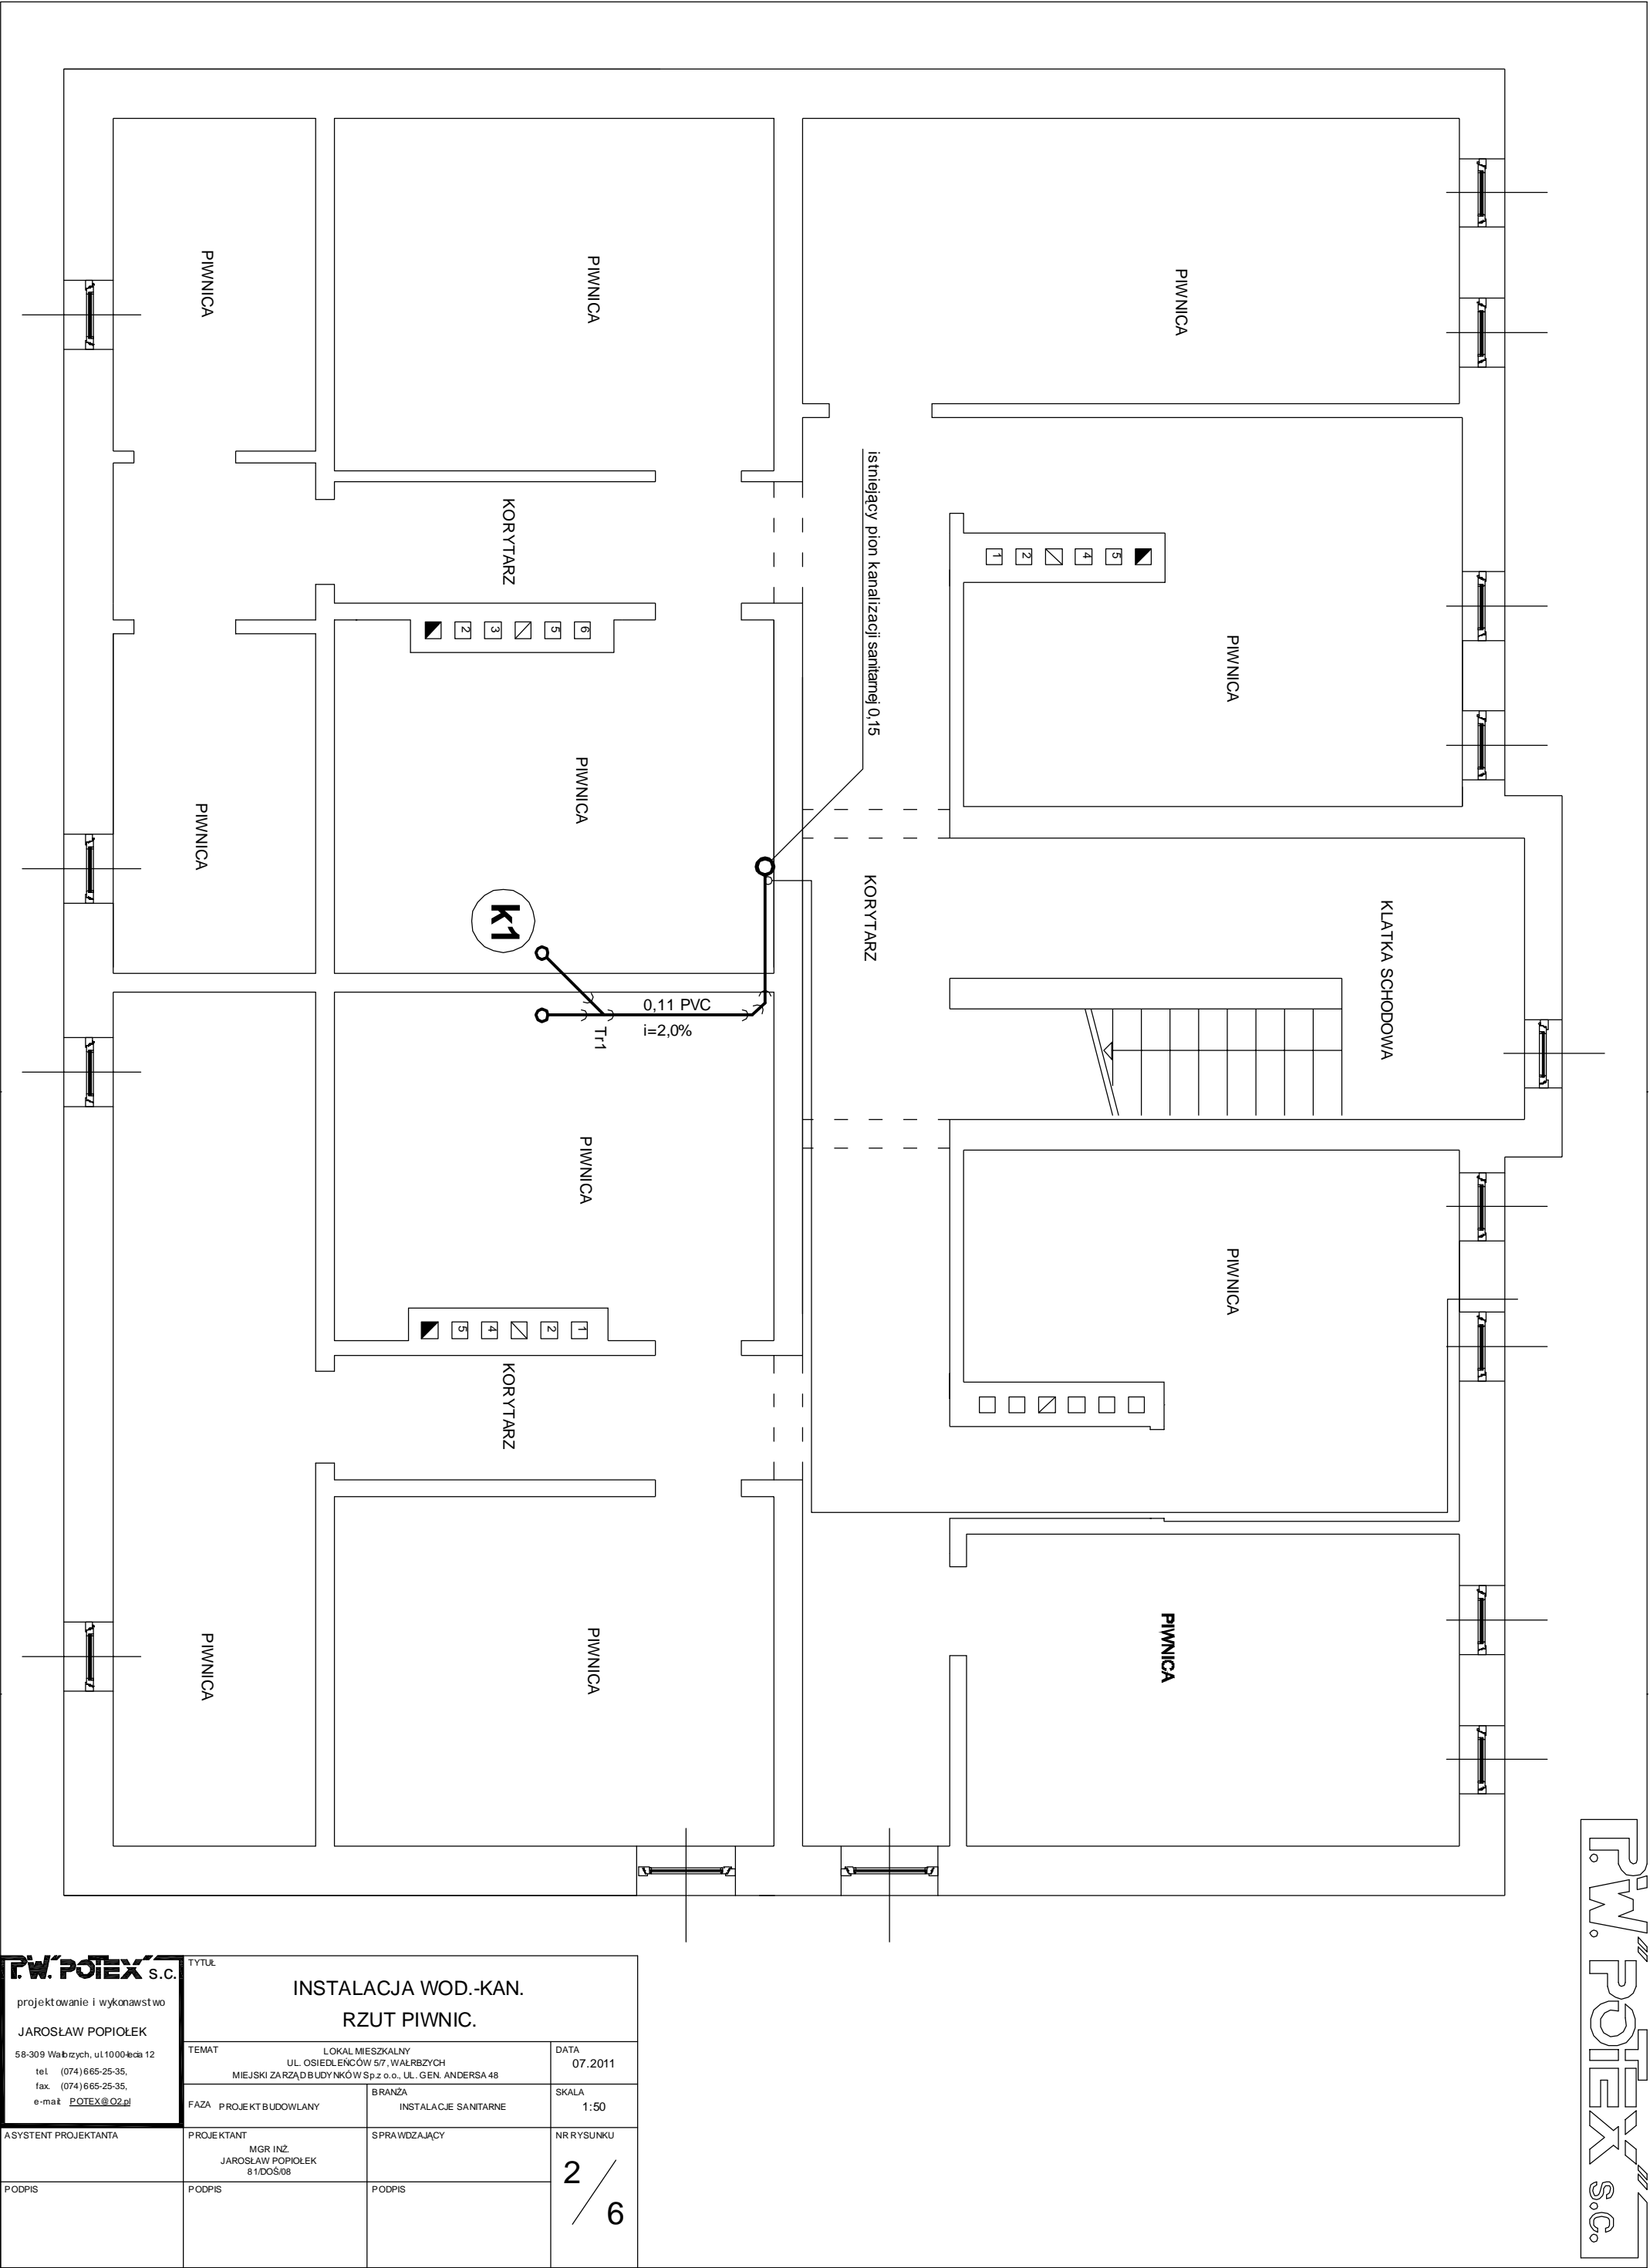 PIWNICA
PIWNICA
PIWNICA
KORYTARZ
istniejący pion kanalizacji sanitarnej 0,15
1
2
4
5
2
3
5
6
PIWNICA
PIWNICA
PIWNICA
k1
KORYTARZ
KLATKA SCHODOWA
0,11 PVC
i=2,0%
Tr1
PIWNICA
PIWNICA
5
4
2
1
KORYTARZ
PIWNICA
PIWNICA
PIWNICA
P.W."POTEX" s.c.
P.W."POTEX" s.c.
projektowanie i wykonawstwo
JAROSŁAW POPIOŁEK
58-309 Wałbrzych, ul.1000-lecia 12
tel. (074) 665-25-35,
fax. (074) 665-25-35,
e-mail: POTEX@O2.pl
TYTUŁ
INSTALACJA WOD.-KAN.
RZUT PIWNIC.
TEMAT
LOKAL MIESZKALNY
UL. OSIEDLEŃCÓW 5/7, WAŁRBZYCH
MIEJSKI ZARZĄD BUDYNKÓW Sp.z o.o., UL. GEN. ANDERSA 48
DATA
07.2011
FAZA PROJEKT BUDOWLANY
BRANŻA
INSTALACJE SANITARNE
SKALA
1:50
ASYSTENT PROJEKTANTA
PROJEKTANT
MGR INŻ.
JAROSŁAW POPIOŁEK
81/DOŚ/08
SPRAWDZAJĄCY
NR RYSUNKU
2/6
PODPIS
PODPIS
PODPIS